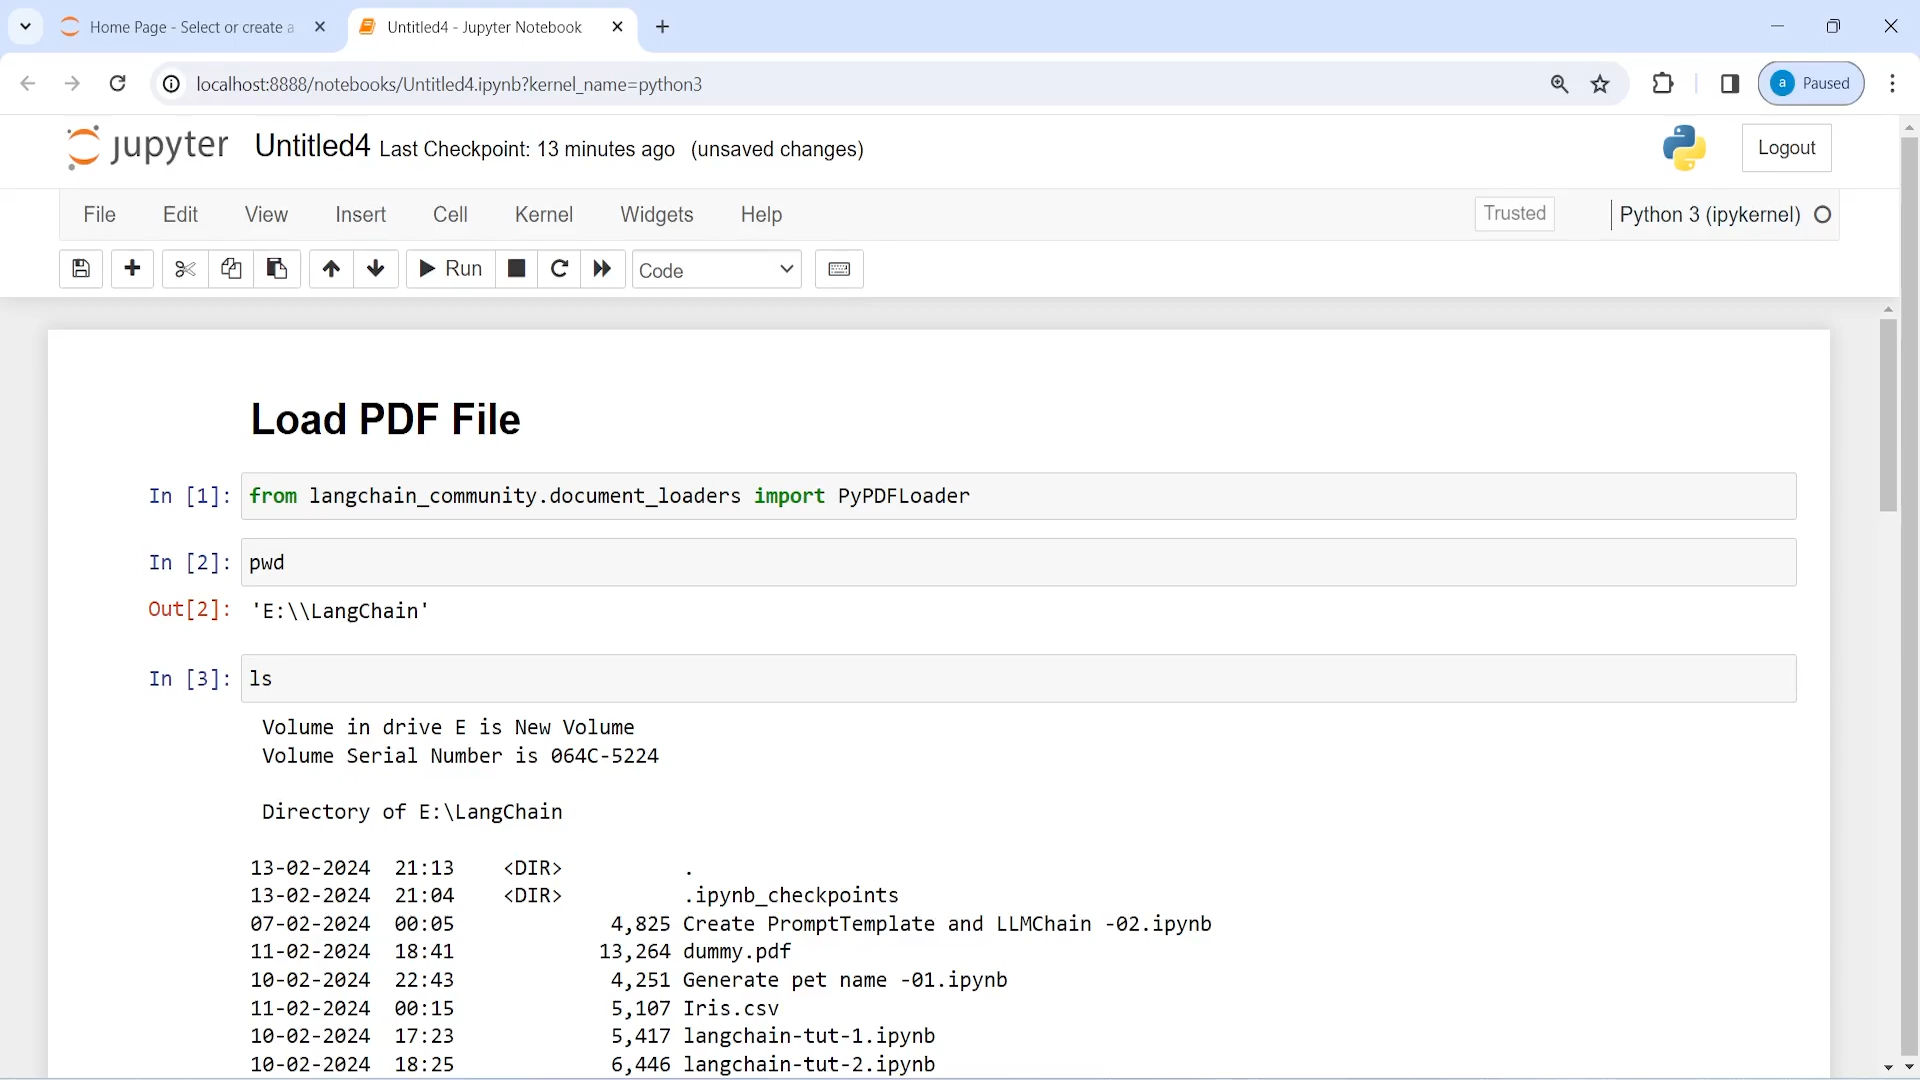 Home Page - Select or create a
Untitled4 - Jupyter Notebook
localhost:8888/notebooks/Untitled4.ipynb?kernel_name=python3
a Paused
jupyter Untitled4 Last Checkpoint: 13 minutes ago (unsaved changes)
Logout
File Edit View Insert Cell Kernel Widgets Help
Trusted
Python 3 (ipykernel)
Run
Code
Load PDF File
In [1]: from langchain_community.document_loaders import PyPDFLoader
In [2]: pwd
Out[2]: 'E:\\LangChain'
In [3]: ls
Volume in drive E is New Volume
Volume Serial Number is 064C-5224
Directory of E:\LangChain
13-02-2024  21:13    <DIR>          .
13-02-2024  21:04    <DIR>          .ipynb_checkpoints
07-02-2024  00:05             4,825 Create PromptTemplate and LLMChain -02.ipynb
11-02-2024  18:41            13,264 dummy.pdf
10-02-2024  22:43             4,251 Generate pet name -01.ipynb
11-02-2024  00:15             5,107 Iris.csv
10-02-2024  17:23             5,417 langchain-tut-1.ipynb
10-02-2024  18:25             6,446 langchain-tut-2.ipynb